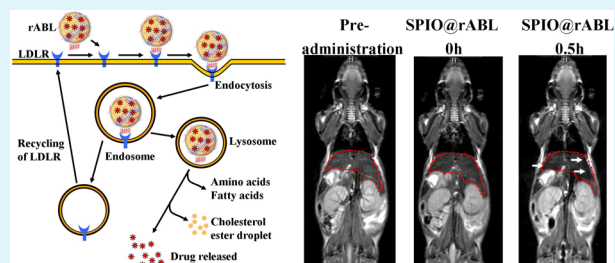 rABL
LDLR
Endocytosis
Lysosome
Recycling
of LDLR
Endosome
Amino acids
Fatty acids
Cholesterol
ester droplet
Drug released
Pre-
administration
SPIO@rABL
0h
SPIO@rABL
0.5h